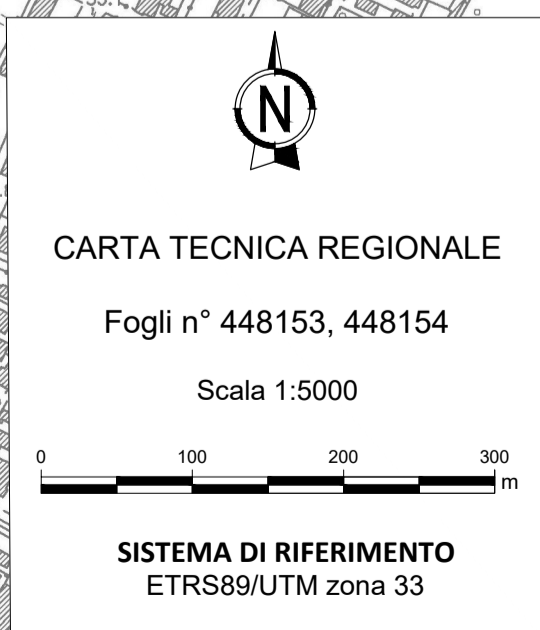 N
CARTA TECNICA REGIONALE
Fogli n° 448153, 448154
Scala 1:5000
0 100 200 300
m
SISTEMA DI RIFERIMENTO
ETRS89/UTM zona 33